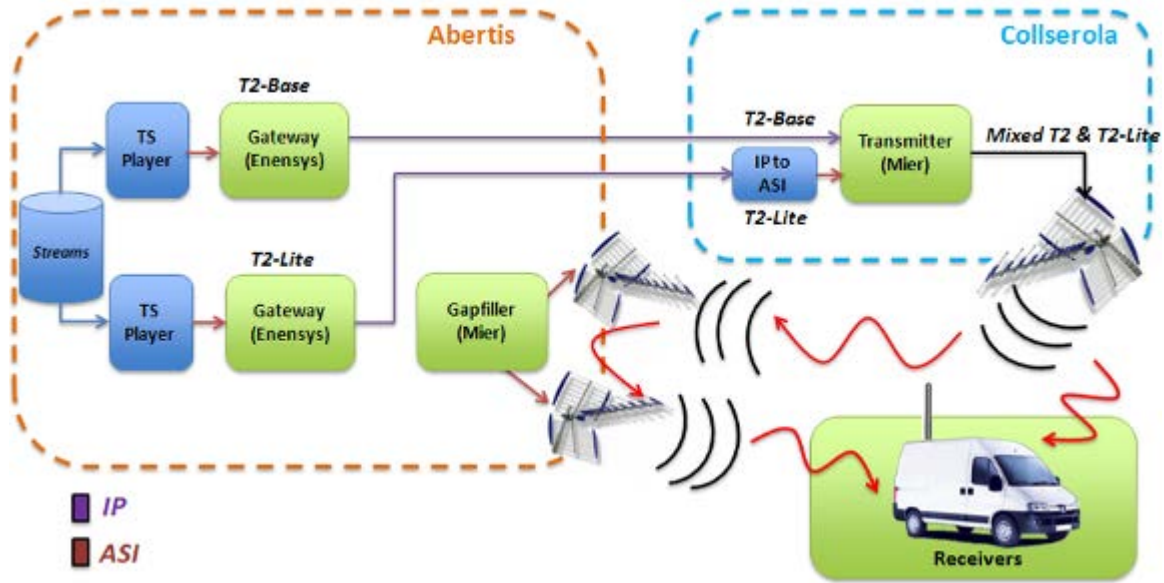 Abertis
Collserola
T2-Base
TS
Player
Gateway
(Enensys)
T2-Base
Transmitter
(Mier)
Mixed T2 & T2-Lite
IP to
ASI
T2-Lite
Streams
T2-Lite
TS
Player
Gateway
(Enensys)
Gapfiller
(Mier)
IP
ASI
Receivers